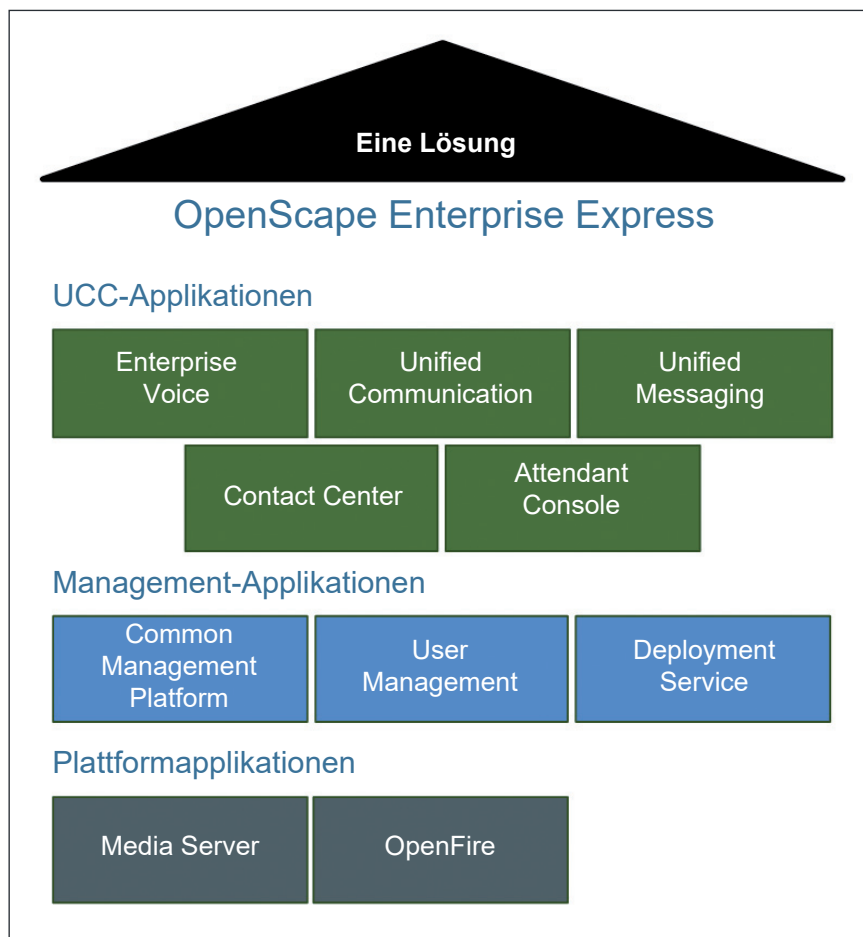 Eine Lösung
OpenScape Enterprise Express
UCC-Applikationen
Enterprise
Voice
Unified
Communication
Unified
Messaging
Contact Center
Attendant
Console
Management-Applikationen
Common
Management
Platform
User
Management
Deployment
Service
Plattformapplikationen
Media Server
OpenFire